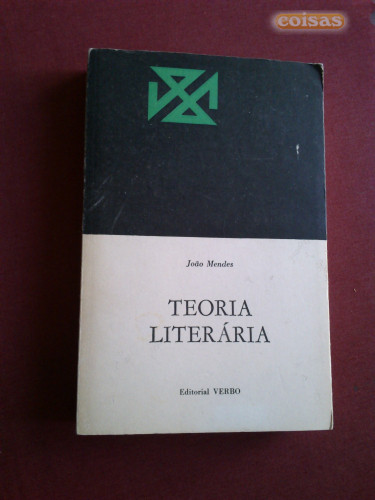 coisas
João Mendes
TEORIA
LITERÁRIA
Editorial VERBO